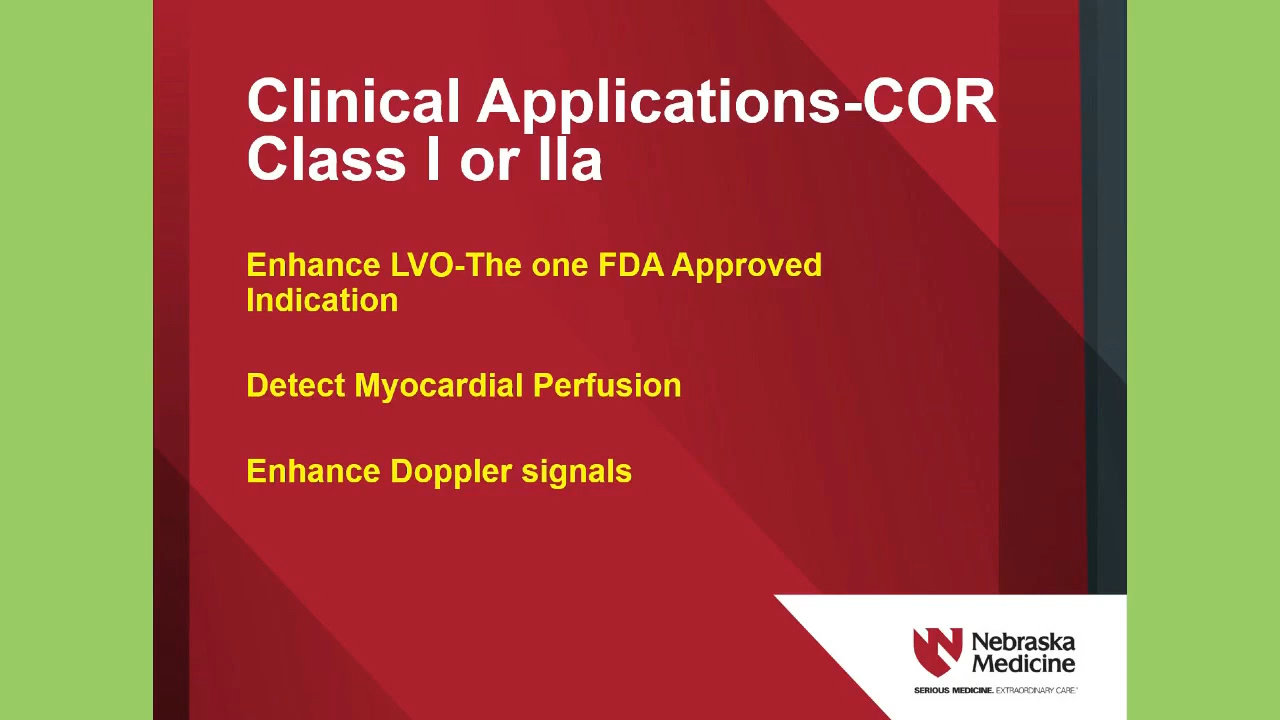 Clinical Applications-COR
Class I or IIa
Enhance LVO-The one FDA Approved
Indication
Detect Myocardial Perfusion
Enhance Doppler signals
Nebraska
Medicine
SERIOUS MEDICINE. EXTRAORDINARY CARE.